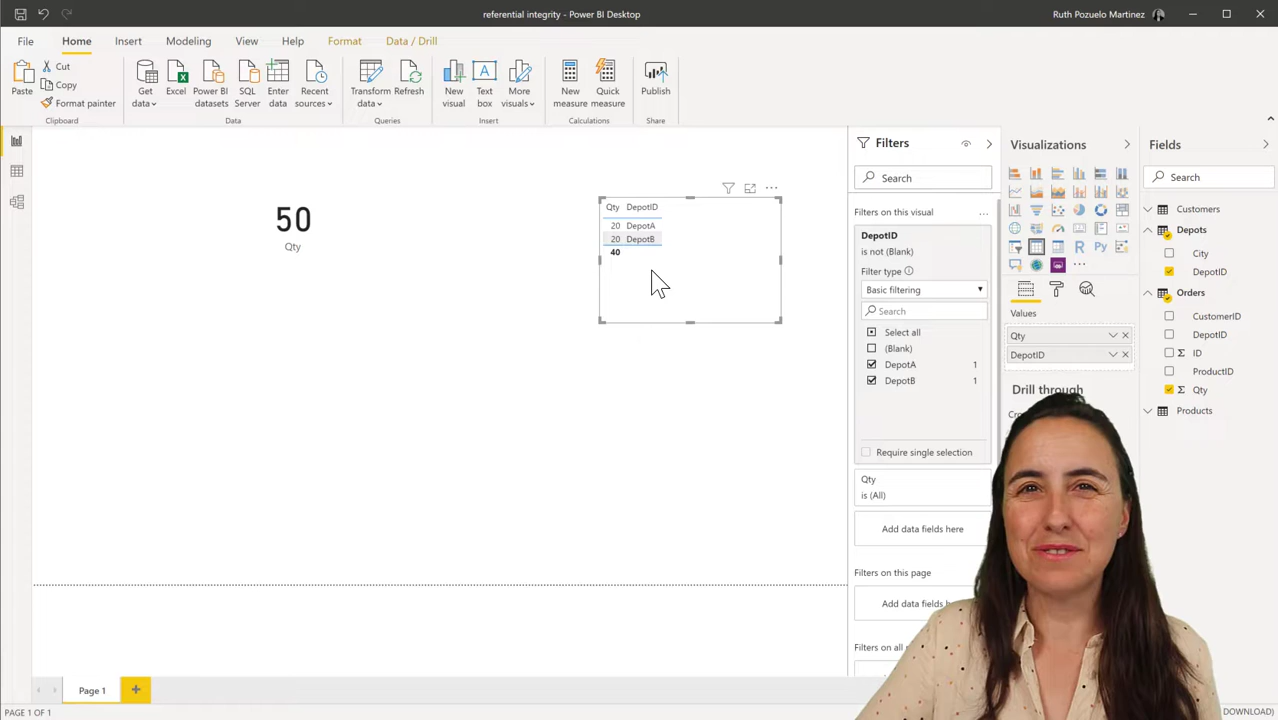 referential integrity - Power BI Desktop
Ruth Pozuelo Martinez
File Home Insert Modeling View Help Format Data / Drill
Paste
Cut
Copy
Format painter
Clipboard
Get data
Excel
Power BI datasets
SQL Server
Enter data
Recent sources
Data
Transform data
Refresh
Queries
New visual
Text box
More visuals
Insert
New measure
Quick measure
Calculations
Publish
Share
50
Qty
Qty DepotID
20 DepotA
20 DepotB
40
Filters
Search
Filters on this visual
DepotID
is not (Blank)
Filter type
Basic filtering
Search
Select all
(Blank)
DepotA 1
DepotB 1
Require single selection
Qty
is (All)
Add data fields here
Filters on this page
Add data fields
Filters on all
Visualizations
R Py
Values
Qty
DepotID
Drill through
Fields
Search
Customers
Depots
City
DepotID
Orders
CustomerID
DepotID
Σ ID
ProductID
Σ Qty
Products
Page 1
PAGE 1 OF 1
DOWNLOAD)